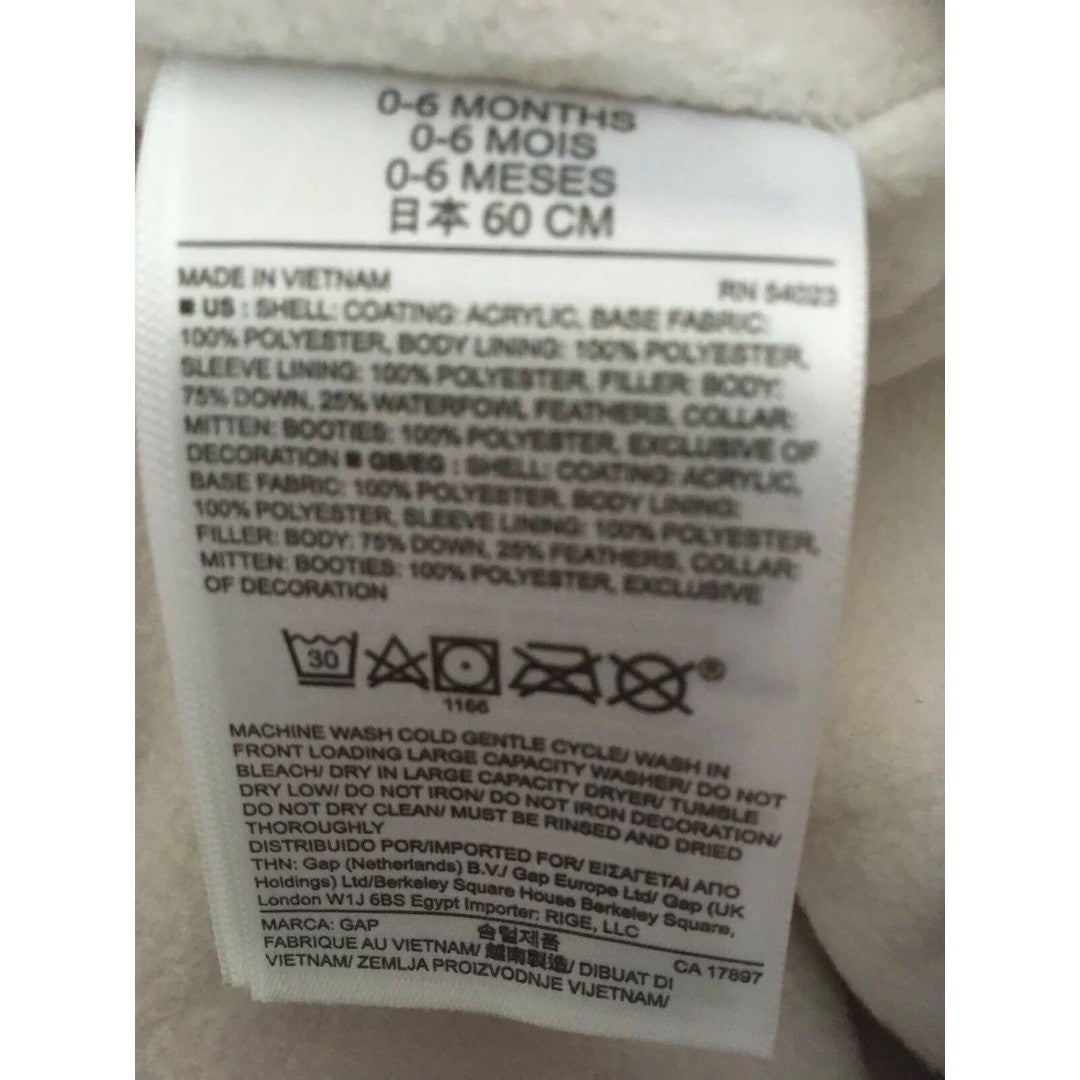 0-6 MONTHS
0-6 MOIS
0-6 MESES
日本 60 CM
MADE IN VIETNAM RN 54023
■ US : SHELL: COATING: ACRYLIC, BASE FABRIC:
100% POLYESTER, BODY LINING: 100% POLYESTER,
SLEEVE LINING: 100% POLYESTER, FILLER: BODY:
75% DOWN, 25% WATERFOWL FEATHERS, COLLAR:
MITTEN: BOOTIES: 100% POLYESTER, EXCLUSIVE OF
DECORATION ■ GB/EG : SHELL: COATING: ACRYLIC,
BASE FABRIC: 100% POLYESTER, BODY LINING:
100% POLYESTER, SLEEVE LINING: 100% POLYESTER,
FILLER: BODY: 75% DOWN, 25% FEATHERS, COLLAR:
MITTEN: BOOTIES: 100% POLYESTER, EXCLUSIVE
OF DECORATION
30
®
1166
MACHINE WASH COLD GENTLE CYCLE/ WASH IN
FRONT LOADING LARGE CAPACITY WASHER/ DO NOT
BLEACH/ DRY IN LARGE CAPACITY DRYER/ TUMBLE
DRY LOW/ DO NOT IRON/ DO NOT IRON DECORATION/
DO NOT DRY CLEAN/ MUST BE RINSED AND DRIED
THOROUGHLY
DISTRIBUIDO POR/IMPORTED FOR/ ΕΙΣΑΓΕΤΑΙ ΑΠΟ
THN: Gap (Netherlands) B.V./ Gap Europe Ltd/ Gap (UK
Holdings) Ltd/Berkeley Square House Berkeley Square,
London W1J 6BS Egypt Importer: RIGE, LLC
MARCA: GAP 솜털제품 CA 17897
FABRIQUE AU VIETNAM/ 越南製造/ DIBUAT DI
VIETNAM/ ZEMLJA PROIZVODNJE VIJETNAM/